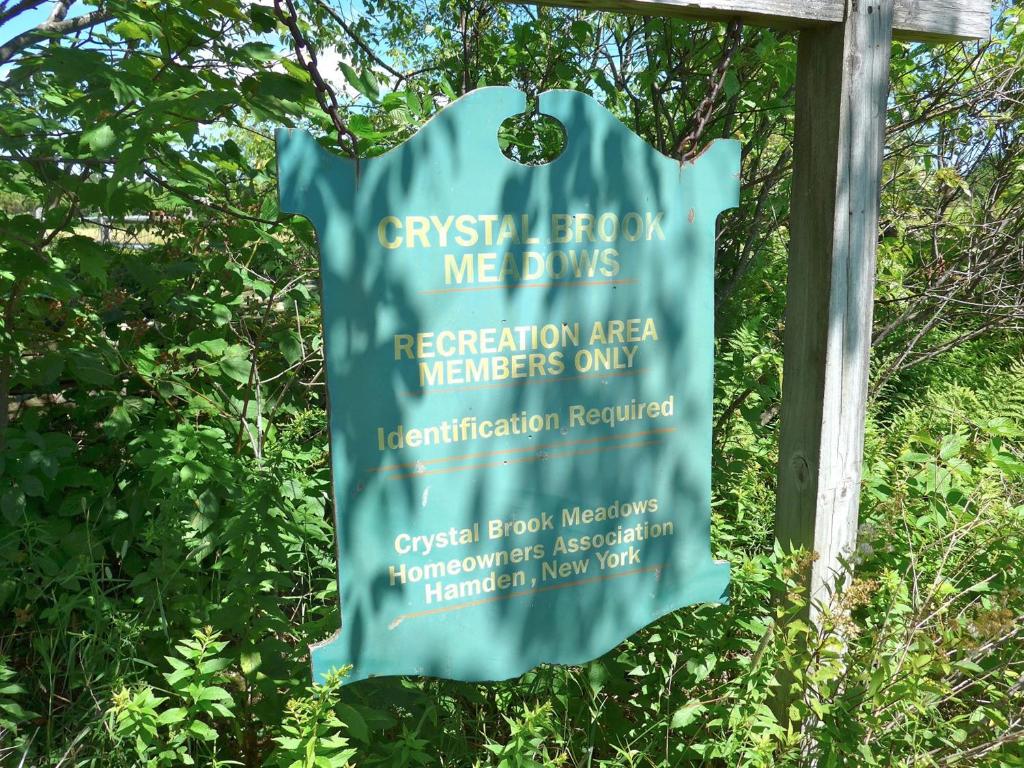 CRYSTAL BROOK
MEADOWS
RECREATION AREA
MEMBERS ONLY
Identification Required
Crystal Brook Meadows
Homeowners Association
Hamden, New York